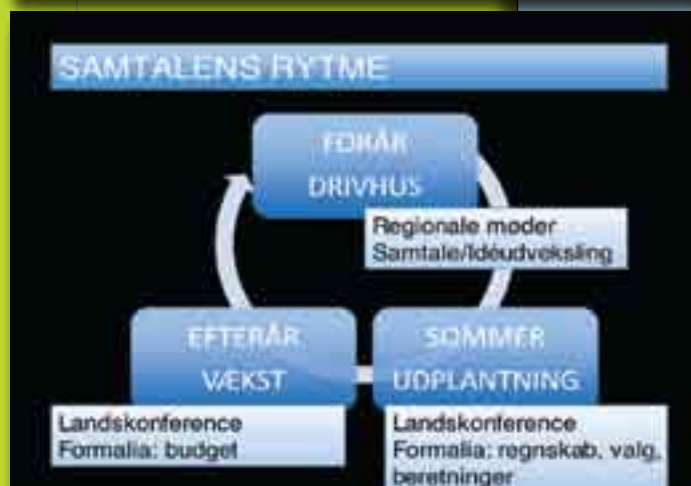 SAMTALENS RYTME
FORÅR
DRIVHUS
Regionale møder
Samtale/Idéudveksling
EFTERÅR
VÆKST
Landskonference
Formalia: budget
SOMMER
UDPLANTNING
Landskonference
Formalia: regnskab, valg,
beretninger